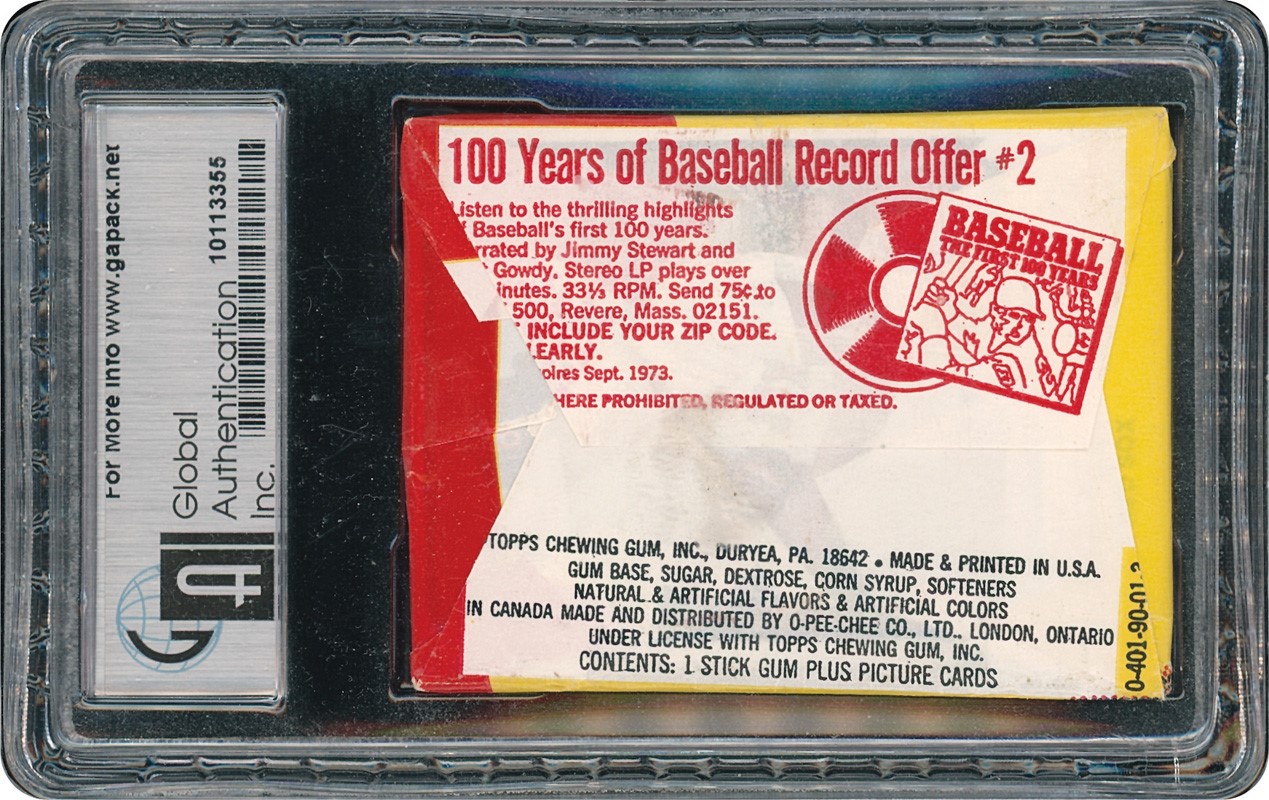 For More Info www.gapack.net
Global
Authentication
Inc.
10113355
100 Years of Baseball Record Offer #2
isten to the thrilling highlights
f Baseball's first 100 years.
rrated by Jimmy Stewart and
t Gowdy. Stereo LP plays over
inutes. 33⅓ RPM. Send 75¢ to
500, Revere, Mass. 02151.
INCLUDE YOUR ZIP CODE.
EARLY.
pires Sept. 1973.
HERE PROHIBITED, REGULATED OR TAXED.
BASEBALL
THE FIRST 100 YEARS
TOPPS CHEWING GUM, INC., DURYEA, PA. 18642 • MADE & PRINTED IN U.S.A.
GUM BASE, SUGAR, DEXTROSE, CORN SYRUP, SOFTENERS
NATURAL & ARTIFICIAL FLAVORS & ARTIFICIAL COLORS
IN CANADA MADE AND DISTRIBUTED BY O-PEE-CHEE CO., LTD., LONDON, ONTARIO
UNDER LICENSE WITH TOPPS CHEWING GUM, INC.
CONTENTS: 1 STICK GUM PLUS PICTURE CARDS
0-401-90-01-2